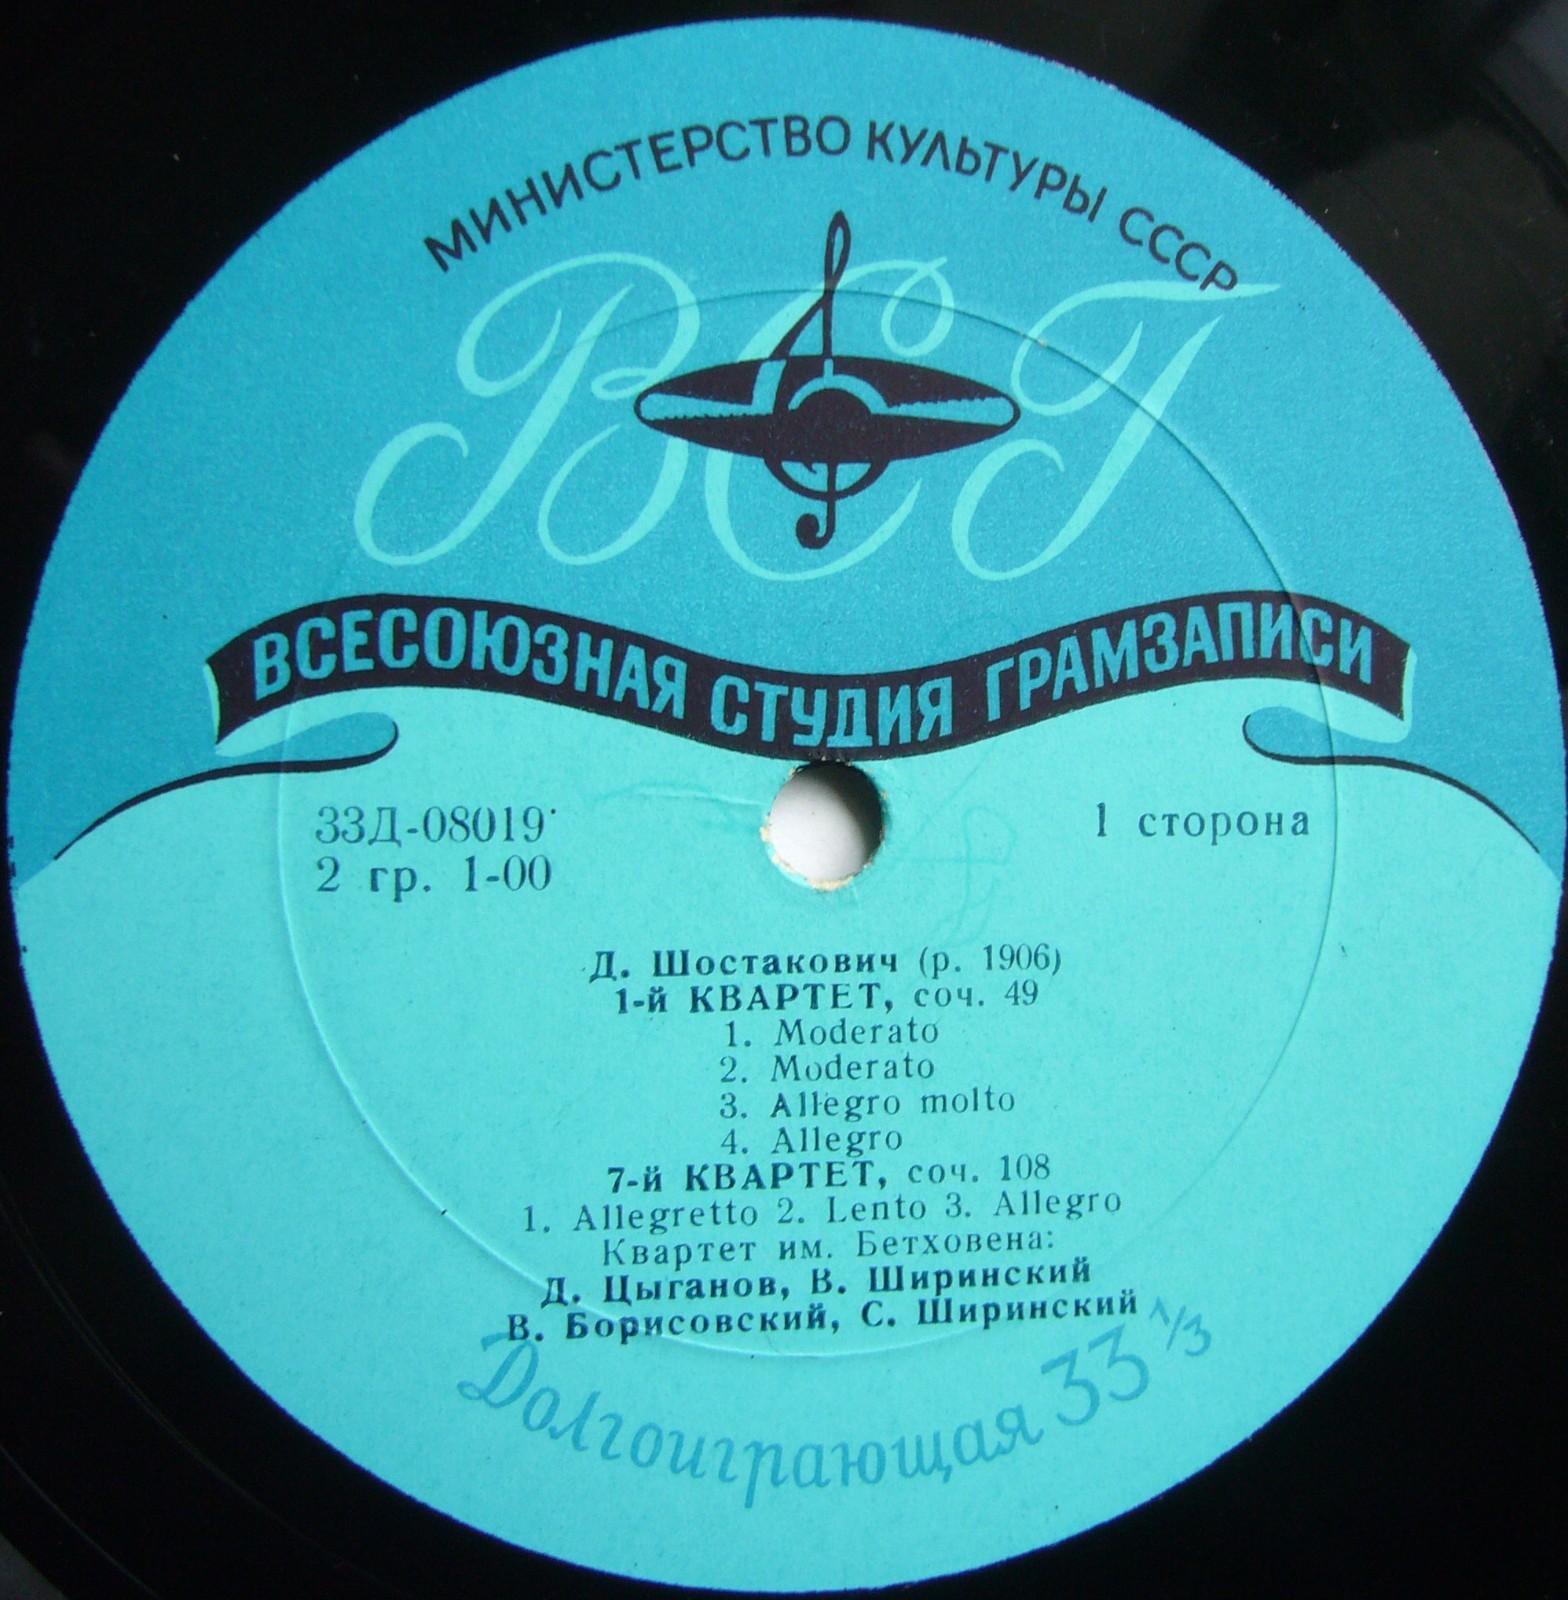 МИНИСТЕРСТВО КУЛЬТУРЫ СССР
ВСГ
ВСЕСОЮЗНАЯ СТУДИЯ ГРАМЗАПИСИ
33Д-08019
2 гр. 1-00
1 сторона
Д. Шостакович (р. 1906)
1-й КВАРТЕТ, соч. 49
1. Moderato
2. Moderato
3. Allegro molto
4. Allegro
7-й КВАРТЕТ, соч. 108
1. Allegretto 2. Lento 3. Allegro
Квартет им. Бетховена:
Д. Цыганов, В. Ширинский
В. Борисовский, С. Ширинский
Долгоиграющая 33 1/3